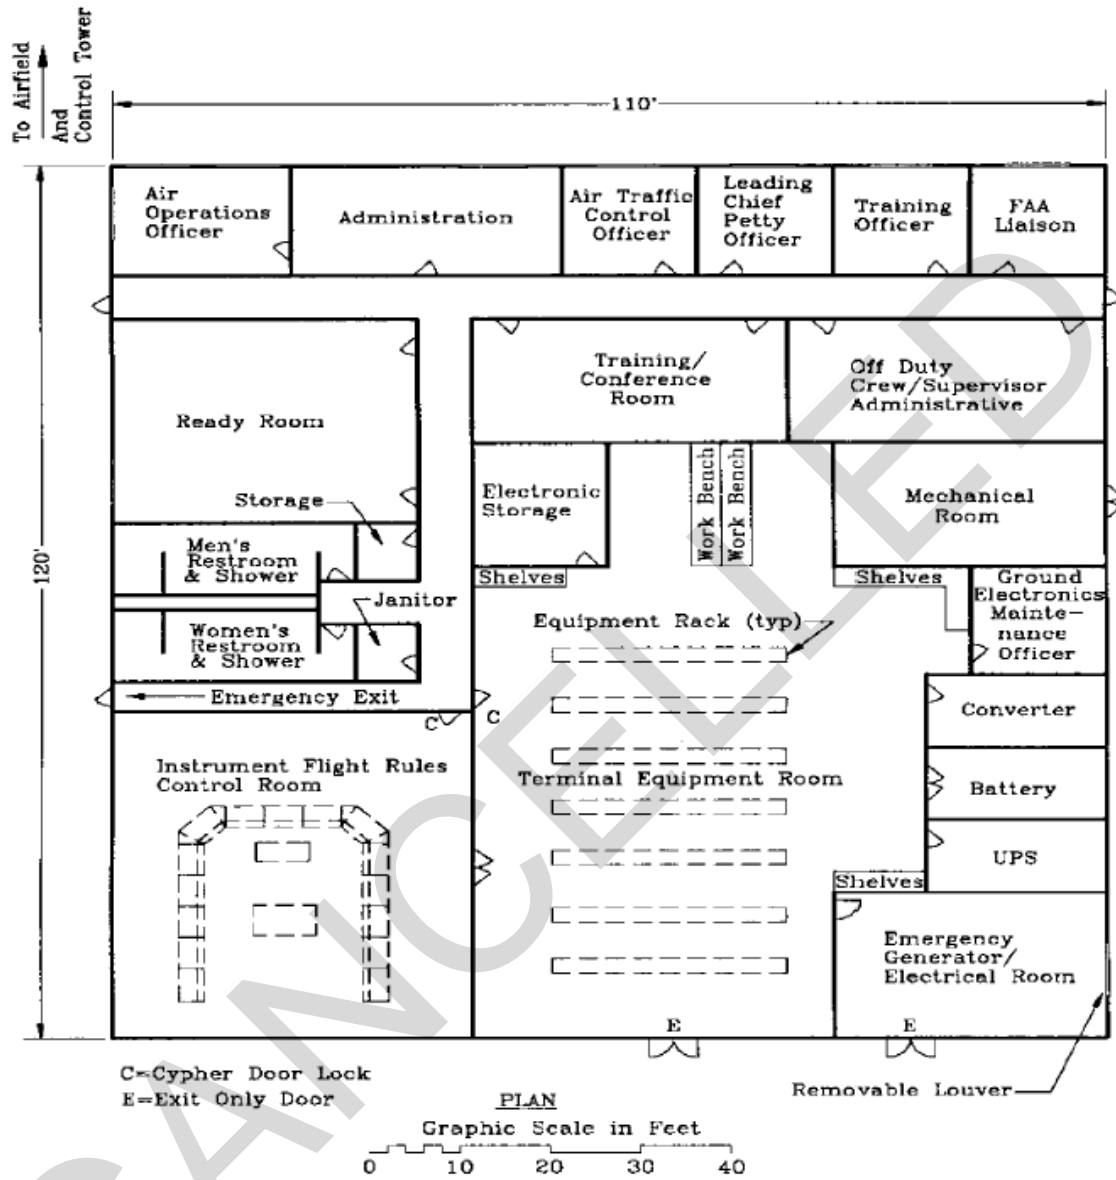 To Airfield
And
Control Tower
110'
Air
Operations
Officer
Administration
Air Traffic
Control
Officer
Leading
Chief
Petty
Officer
Training
Officer
FAA
Liaison
Training/
Conference
Room
Off Duty
Crew/Supervisor
Administrative
Ready Room
Storage
Electronic
Storage
Work Bench
Work Bench
Mechanical
Room
120'
Men's
Restroom
& Shower
Shelves
Shelves
Ground
Electronics
Mainte-
nance
Officer
Janitor
Equipment Rack (typ)
Women's
Restroom
& Shower
Emergency Exit
C
C
Converter
Instrument Flight Rules
Control Room
Terminal Equipment Room
Battery
UPS
Shelves
Emergency
Generator/
Electrical Room
E
E
C=Cypher Door Lock
E=Exit Only Door
Removable Louver
PLAN
Graphic Scale in Feet
0 10 20 30 40
CANCELLED